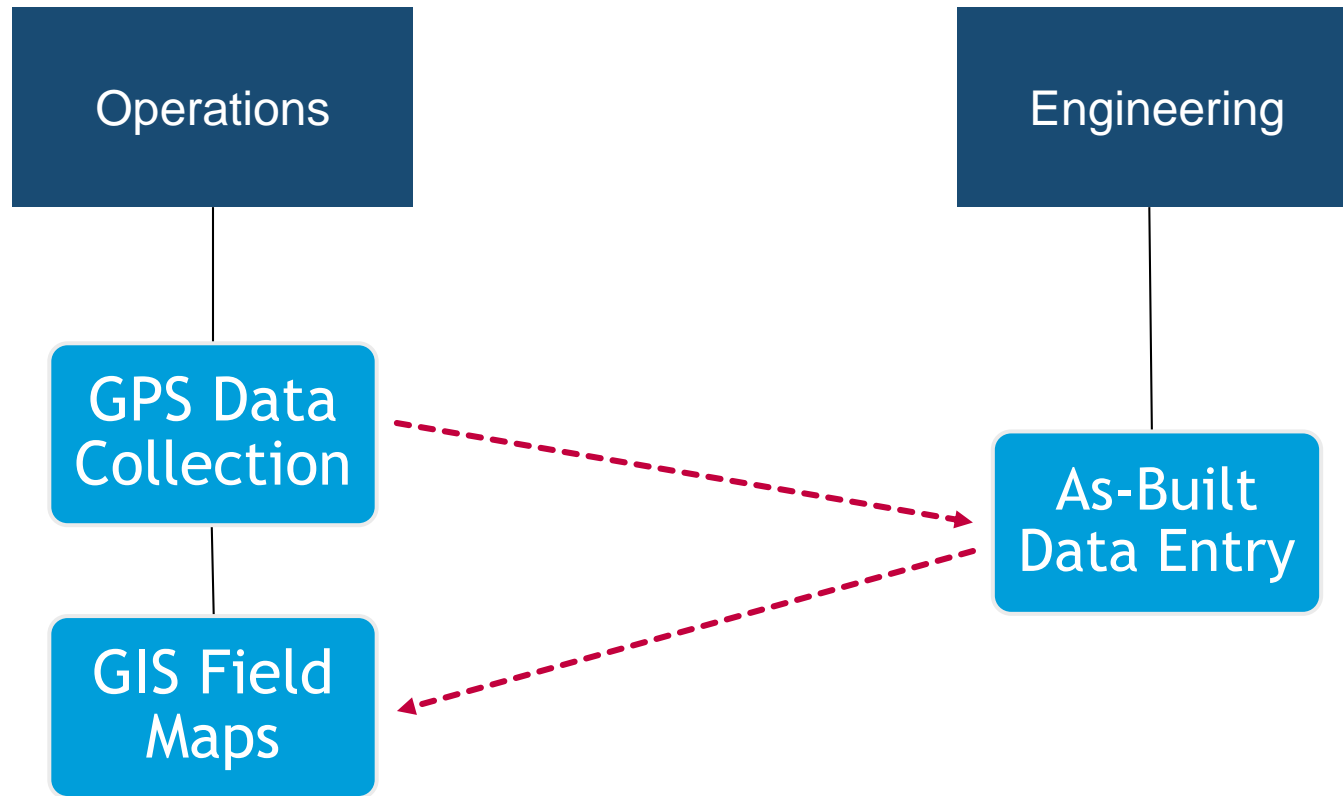 Operations
Engineering
GPS Data
Collection
As-Built
Data Entry
GIS Field
Maps